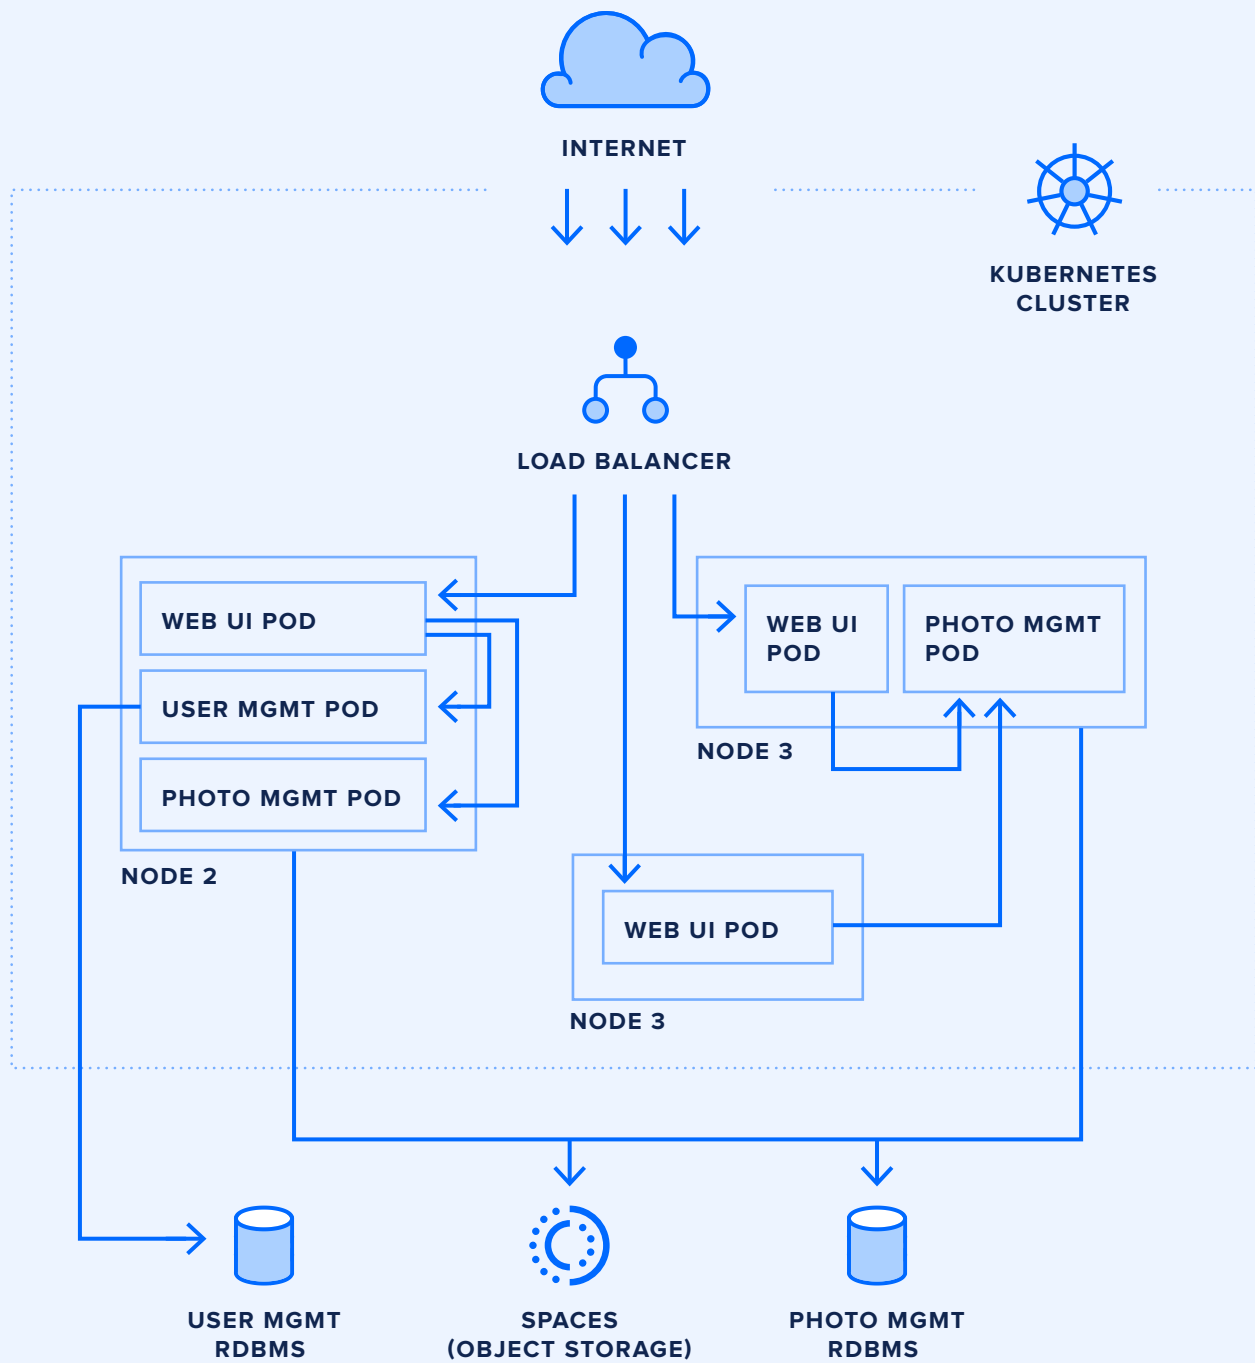 INTERNET
KUBERNETES
CLUSTER
LOAD BALANCER
WEB UI POD
USER MGMT POD
PHOTO MGMT POD
NODE 2
WEB UI
POD
PHOTO MGMT
POD
NODE 3
WEB UI POD
NODE 3
USER MGMT
RDBMS
SPACES
(OBJECT STORAGE)
PHOTO MGMT
RDBMS